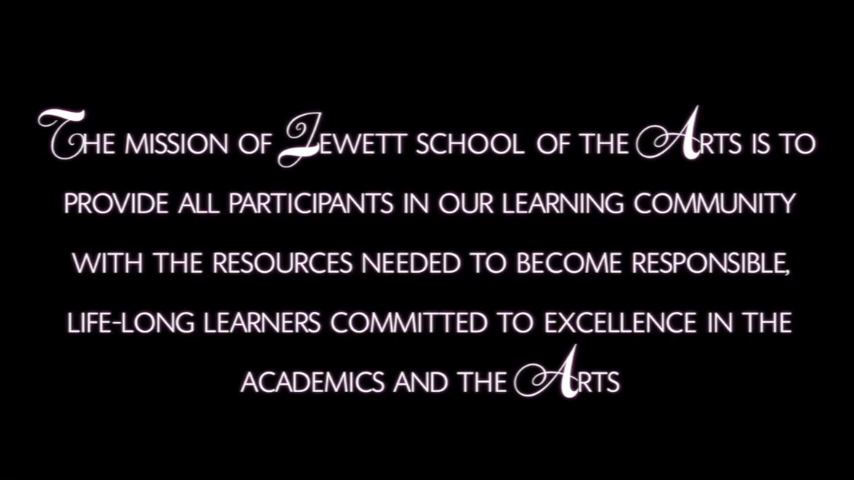 The MISSION OF JEWETT SCHOOL OF THE ARTS IS TO
PROVIDE ALL PARTICIPANTS IN OUR LEARNING COMMUNITY
WITH THE RESOURCES NEEDED TO BECOME RESPONSIBLE,
LIFE-LONG LEARNERS COMMITTED TO EXCELLENCE IN THE
ACADEMICS AND THE ARTS